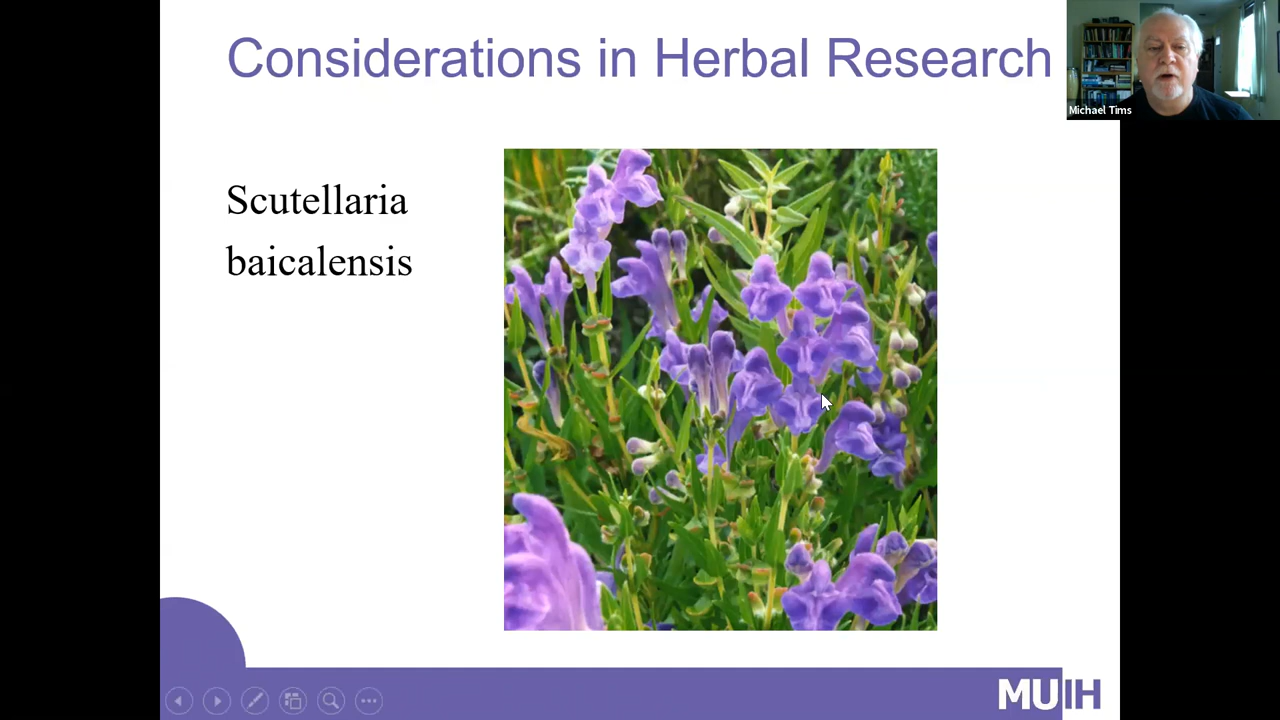 Considerations in Herbal Research
Michael Tims
Scutellaria
baicalensis
MUIH